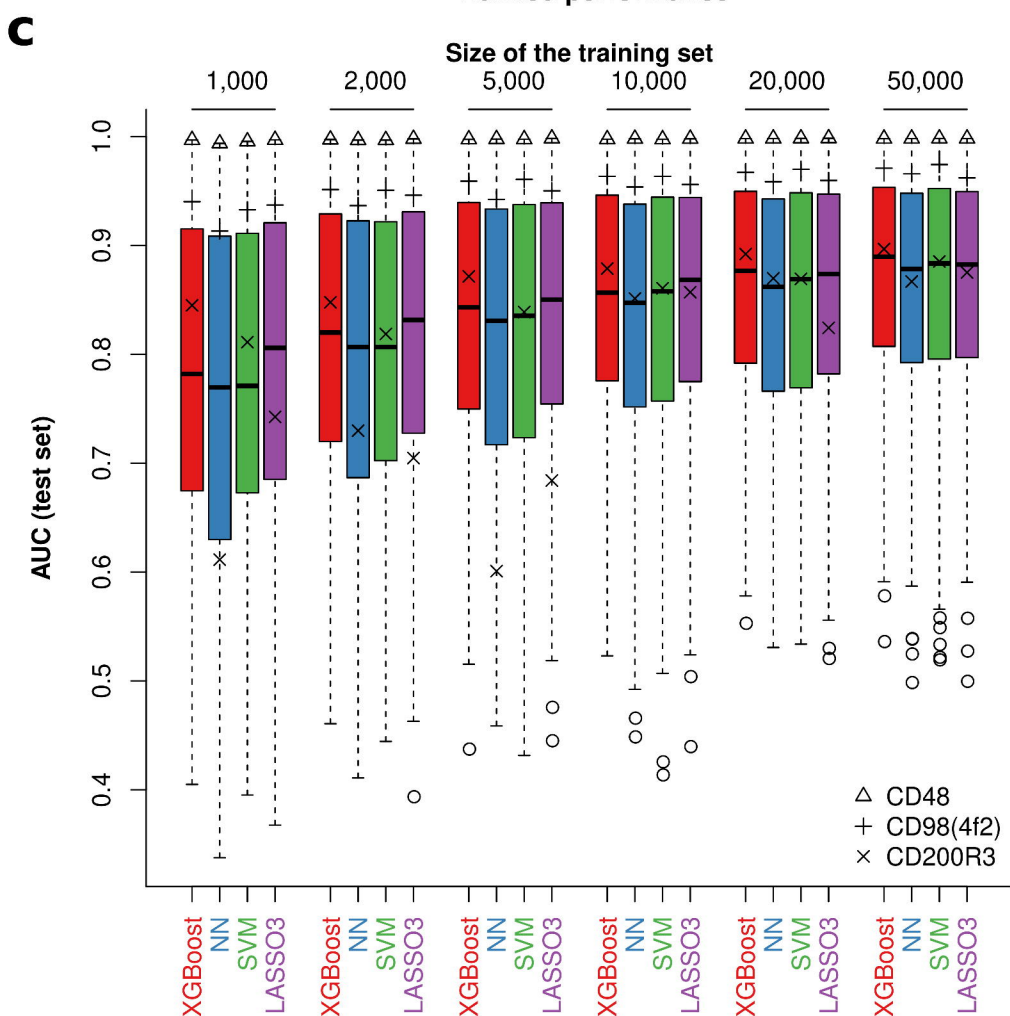 c
Size of the training set
1,000 2,000 5,000 10,000 20,000 50,000
AUC (test set)
1.0
0.9
0.8
0.7
0.6
0.5
0.4
CD48
CD98(4f2)
CD200R3
XGBoost NN SVM LASSO3 XGBoost NN SVM LASSO3 XGBoost NN SVM LASSO3 XGBoost NN SVM LASSO3 XGBoost NN SVM LASSO3 XGBoost NN SVM LASSO3